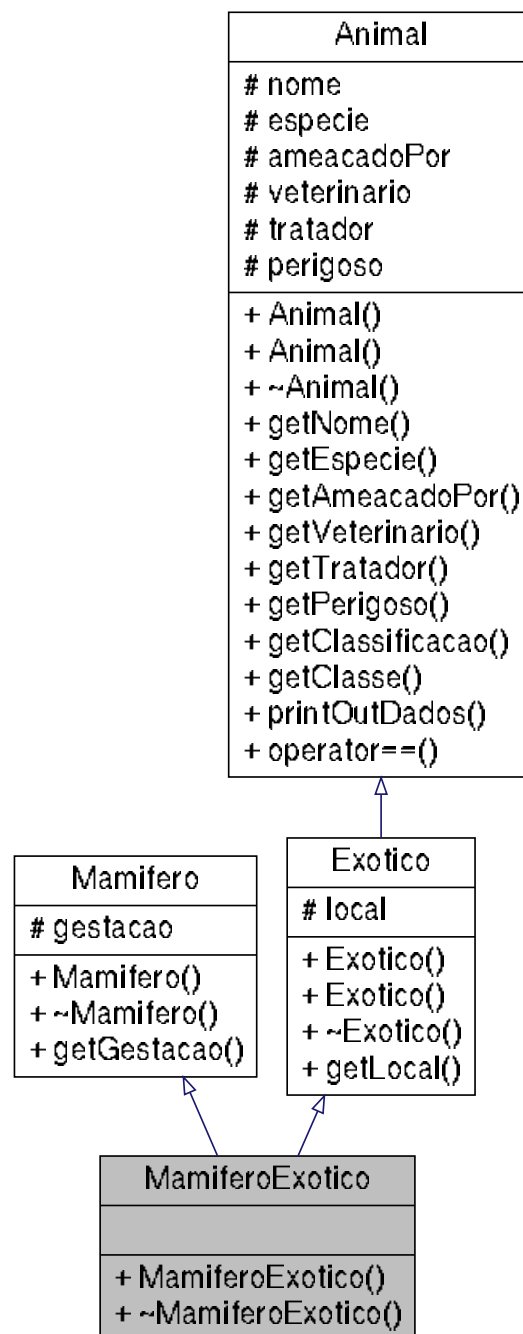 Animal
# nome
# especie
# ameacadoPor
# veterinario
# tratador
# perigoso
+ Animal()
+ Animal()
+ ~Animal()
+ getNome()
+ getEspecie()
+ getAmeacadoPor()
+ getVeterinario()
+ getTratador()
+ getPerigoso()
+ getClassificacao()
+ getClasse()
+ printOutDados()
+ operator==()
Mamifero
# gestacao
+ Mamifero()
+ ~Mamifero()
+ getGestacao()
Exotico
# local
+ Exotico()
+ Exotico()
+ ~Exotico()
+ getLocal()
MamiferoExotico
+ MamiferoExotico()
+ ~MamiferoExotico()